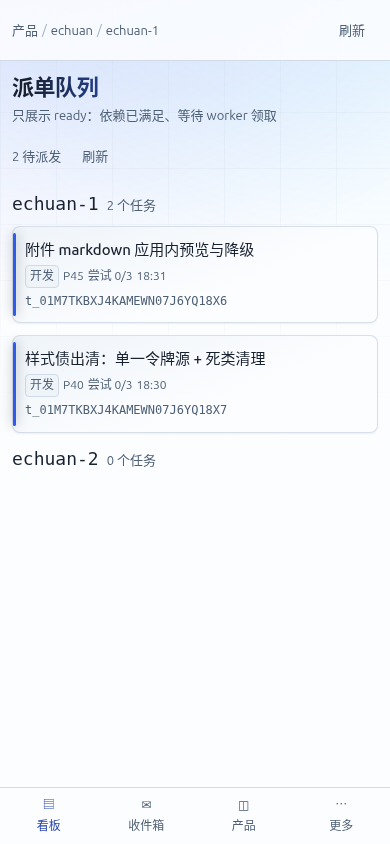 产品 / echuan / echuan-1 刷新
派单队列
只展示 ready：依赖已满足、等待 worker 领取
2 待派发 刷新
echuan-1 2 个任务
附件 markdown 应用内预览与降级
开发 P45 尝试 0/3 18:31
t_01M7TKBXJ4KAMEWN07J6YQ18X6
样式债出清：单一令牌源 + 死类清理
开发 P40 尝试 0/3 18:30
t_01M7TKBXJ4KAMEWN07J6YQ18X7
echuan-2 0 个任务
看板 收件箱 产品 更多